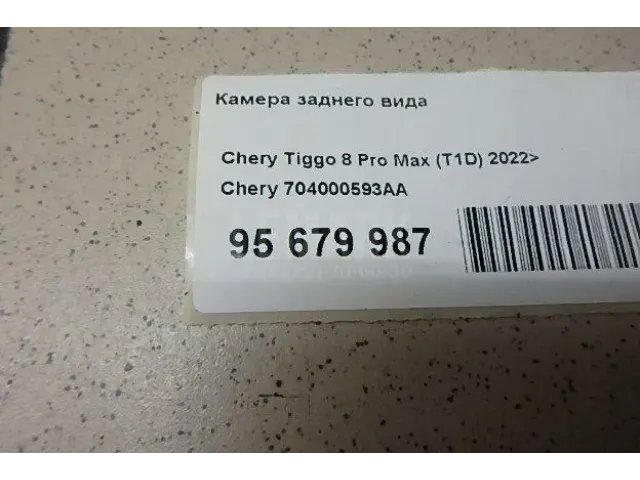 Камера заднего вида
Chery Tiggo 8 Pro Max (T1D) 2022>
Chery 704000593AA
95 679 987